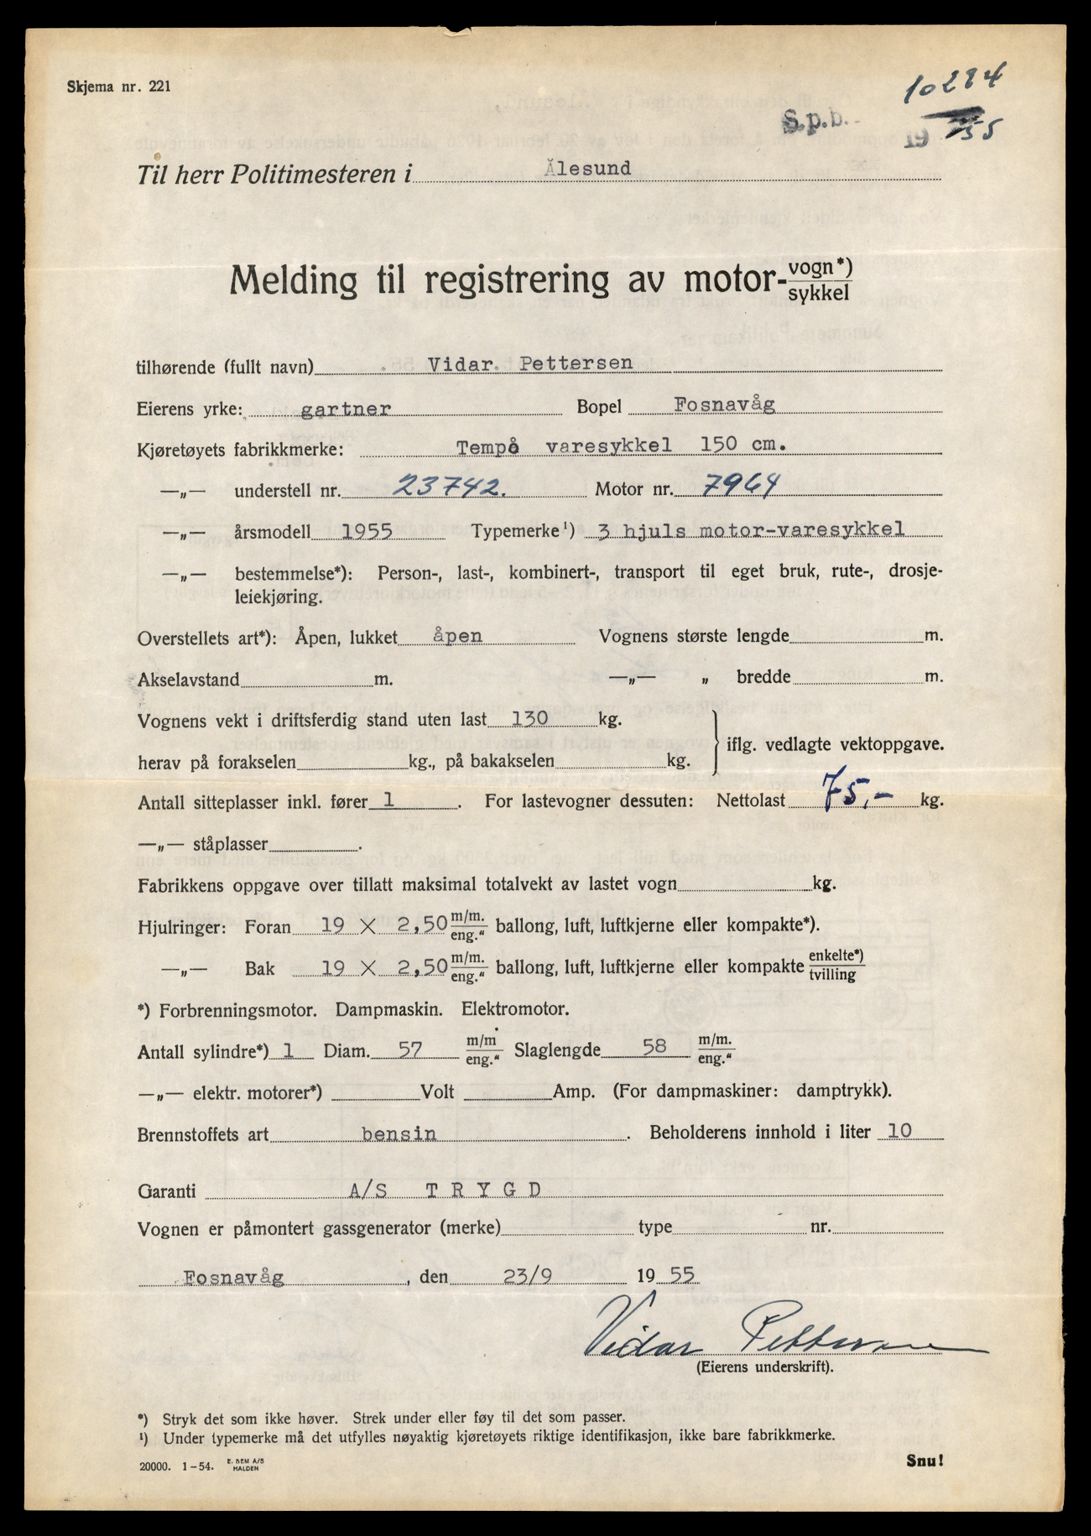 Skjema nr. 221
10284
S.p.b.
1955
Til herr Politimesteren i Ålesund
Melding til registrering av motor- vogn*) sykkel
tilhørende (fullt navn) Vidar Pettersen
Eierens yrke: gartner Bopel Fosnavåg
Kjøretøyets fabrikkmerke: Tempo varesykkel 150 cm.
—„— understell nr. 23742. Motor nr. 7964
—„— årsmodell 1955 Typemerke¹) 3 hjuls motor-varesykkel
—„— bestemmelse*): Person-, last-, kombinert-, transport til eget bruk, rute-, drosje-
leiekjøring.
Overstellets art*): Åpen, lukket åpen Vognens største lengde m.
Akselavstand m. —„— „ bredde m.
Vognens vekt i driftsferdig stand uten last 130 kg.
iflg. vedlagte vektoppgave.
herav på forakselen kg., på bakakselen kg.
Antall sitteplasser inkl. fører 1 . For lastevogner dessuten: Nettolast 75,- kg.
—„— ståplasser .
Fabrikkens oppgave over tillatt maksimal totalvekt av lastet vogn kg.
Hjulringer: Foran 19 X 2,50 m/m. eng." ballong, luft, luftkjerne eller kompakte*).
—„— Bak 19 X 2,50 m/m. eng." ballong, luft, luftkjerne eller kompakte enkelte*) tvilling
*) Forbrenningsmotor. Dampmaskin. Elektromotor.
Antall sylindre*) 1 Diam. 57 m/m eng." Slaglengde 58 m/m. eng."
—„— elektr. motorer*) Volt Amp. (For dampmaskiner: damptrykk).
Brennstoffets art bensin . Beholderens innhold i liter 10
Garanti A/S TRYGD
Vognen er påmontert gassgenerator (merke) type nr.
Fosnavåg , den 23/9 1955
Vidar Pettersen
(Eierens underskrift).
*) Stryk det som ikke høver. Strek under eller føy til det som passer.
¹) Under typemerke må det utfylles nøyaktig kjøretøyets riktige identifikasjon, ikke bare fabrikkmerke.
20000. 1-54. E. SEM A/S HALDEN
Snu!